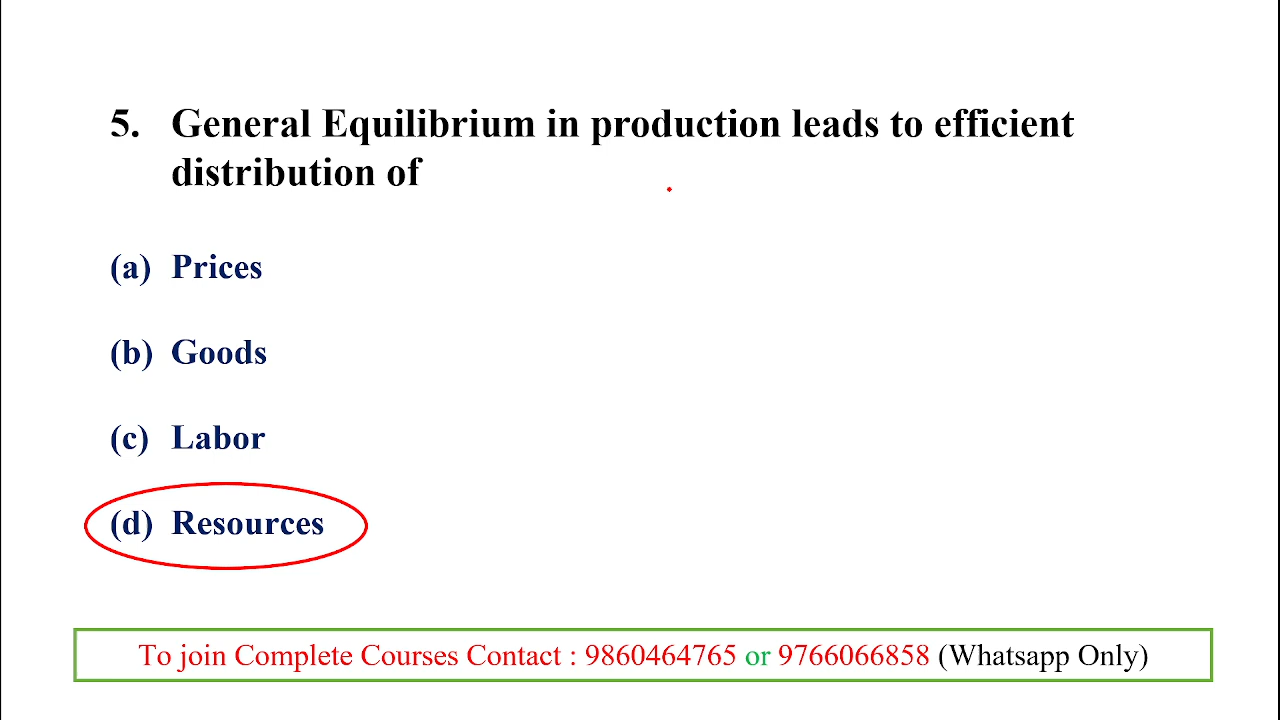 5. General Equilibrium in production leads to efficient
distribution of
(a) Prices
(b) Goods
(c) Labor
(d) Resources
To join Complete Courses Contact : 9860464765 or 9766066858 (Whatsapp Only)